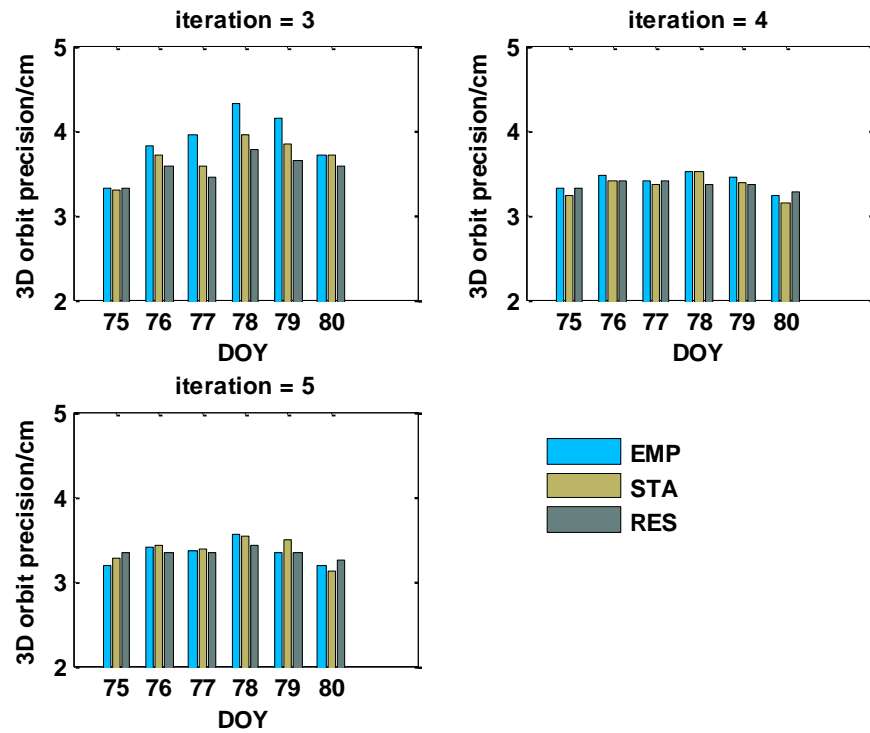 iteration = 3
5
4
3
2
3D orbit precision/cm
75 76 77 78 79 80
DOY
iteration = 4
5
4
3
2
3D orbit precision/cm
75 76 77 78 79 80
DOY
iteration = 5
5
4
3
2
3D orbit precision/cm
75 76 77 78 79 80
DOY
EMP
STA
RES